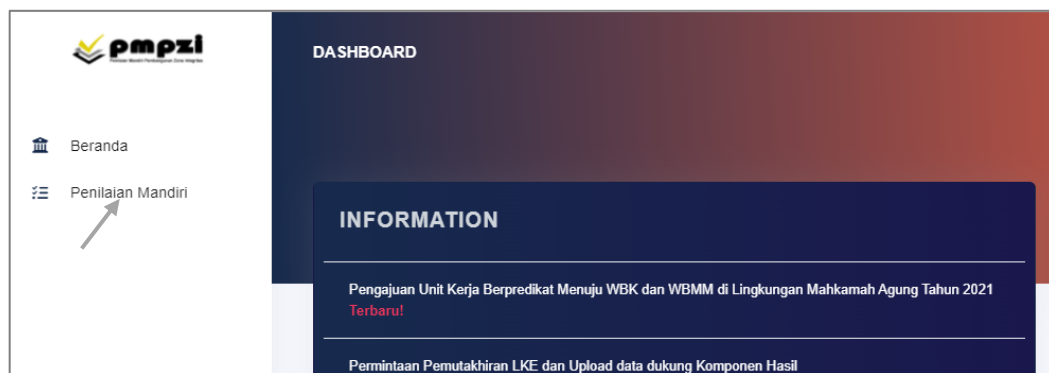 pmpzi
DASHBOARD
Beranda
Penilaian Mandiri
INFORMATION
Pengajuan Unit Kerja Berpredikat Menuju WBK dan WBMM di Lingkungan Mahkamah Agung Tahun 2021
Terbaru!
Permintaan Pemutakhiran LKE dan Upload data dukung Komponen Hasil